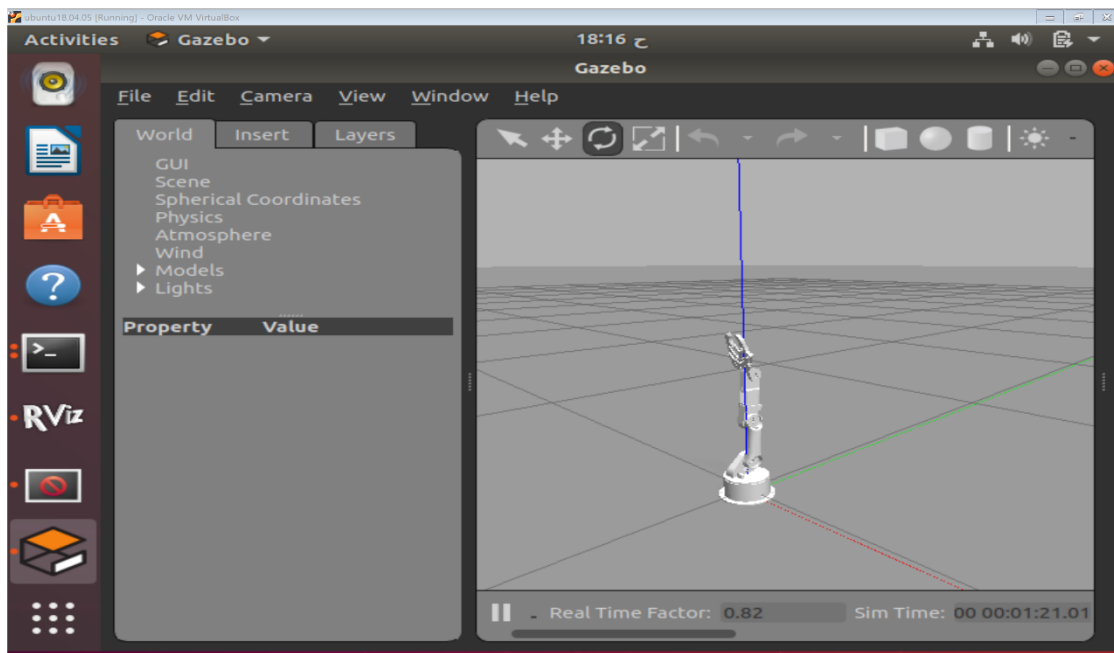 ubuntu18.04.05 [Running] - Oracle VM VirtualBox
Activities Gazebo 18:16 ح
Gazebo
File Edit Camera View Window Help
World Insert Layers
GUI
Scene
Spherical Coordinates
Physics
Atmosphere
Wind
Models
Lights
Property Value
RViz
Real Time Factor: 0.82 Sim Time: 00 00:01:21.01